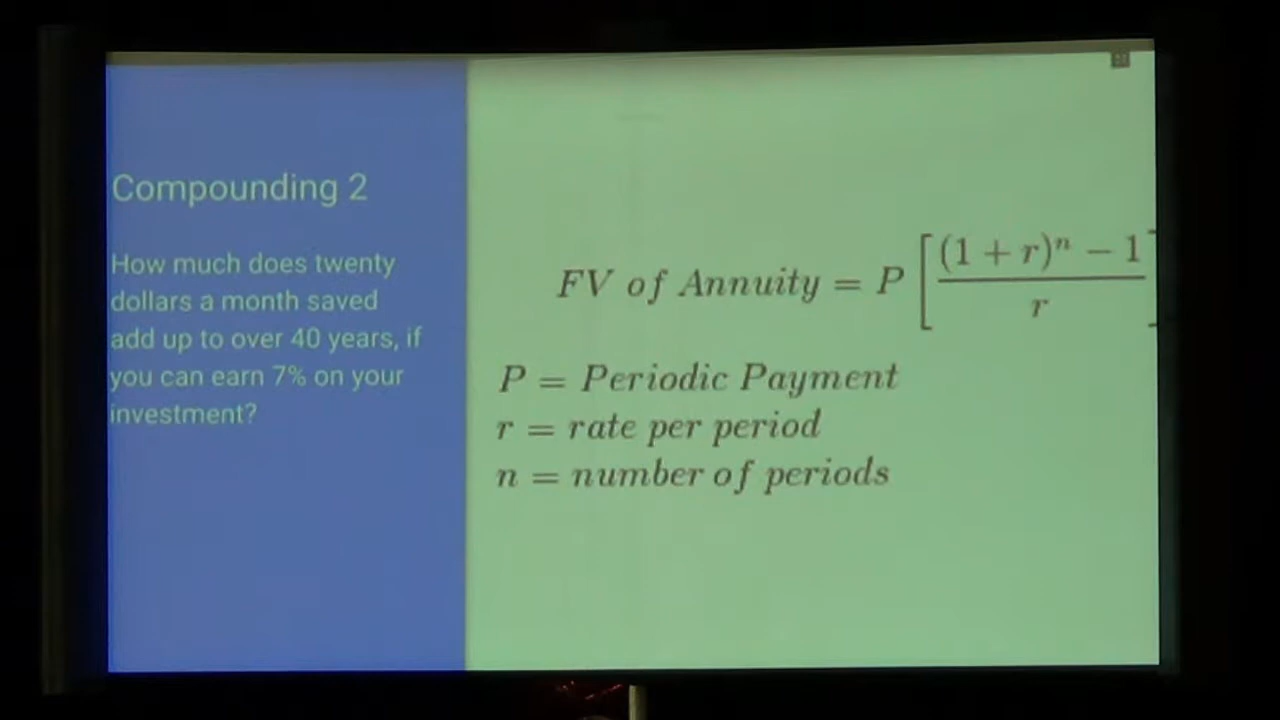 Compounding 2
How much does twenty
dollars a month saved
add up to over 40 years, if
you can earn 7% on your
investment?
FV of Annuity = P [ ((1 + r)^n − 1) / r ]
P = Periodic Payment
r = rate per period
n = number of periods